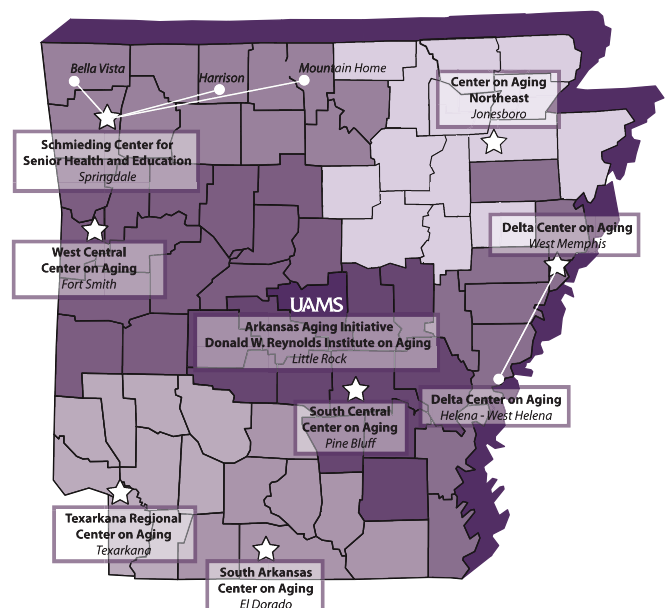 Bella Vista
Harrison
Mountain Home
Center on Aging
Northeast
Jonesboro
Schmieding Center for
Senior Health and Education
Springdale
Delta Center on Aging
West Memphis
West Central
Center on Aging
Fort Smith
UAMS
Arkansas Aging Initiative
Donald W. Reynolds Institute on Aging
Little Rock
Delta Center on Aging
Helena - West Helena
South Central
Center on Aging
Pine Bluff
Texarkana Regional
Center on Aging
Texarkana
South Arkansas
Center on Aging
El Dorado